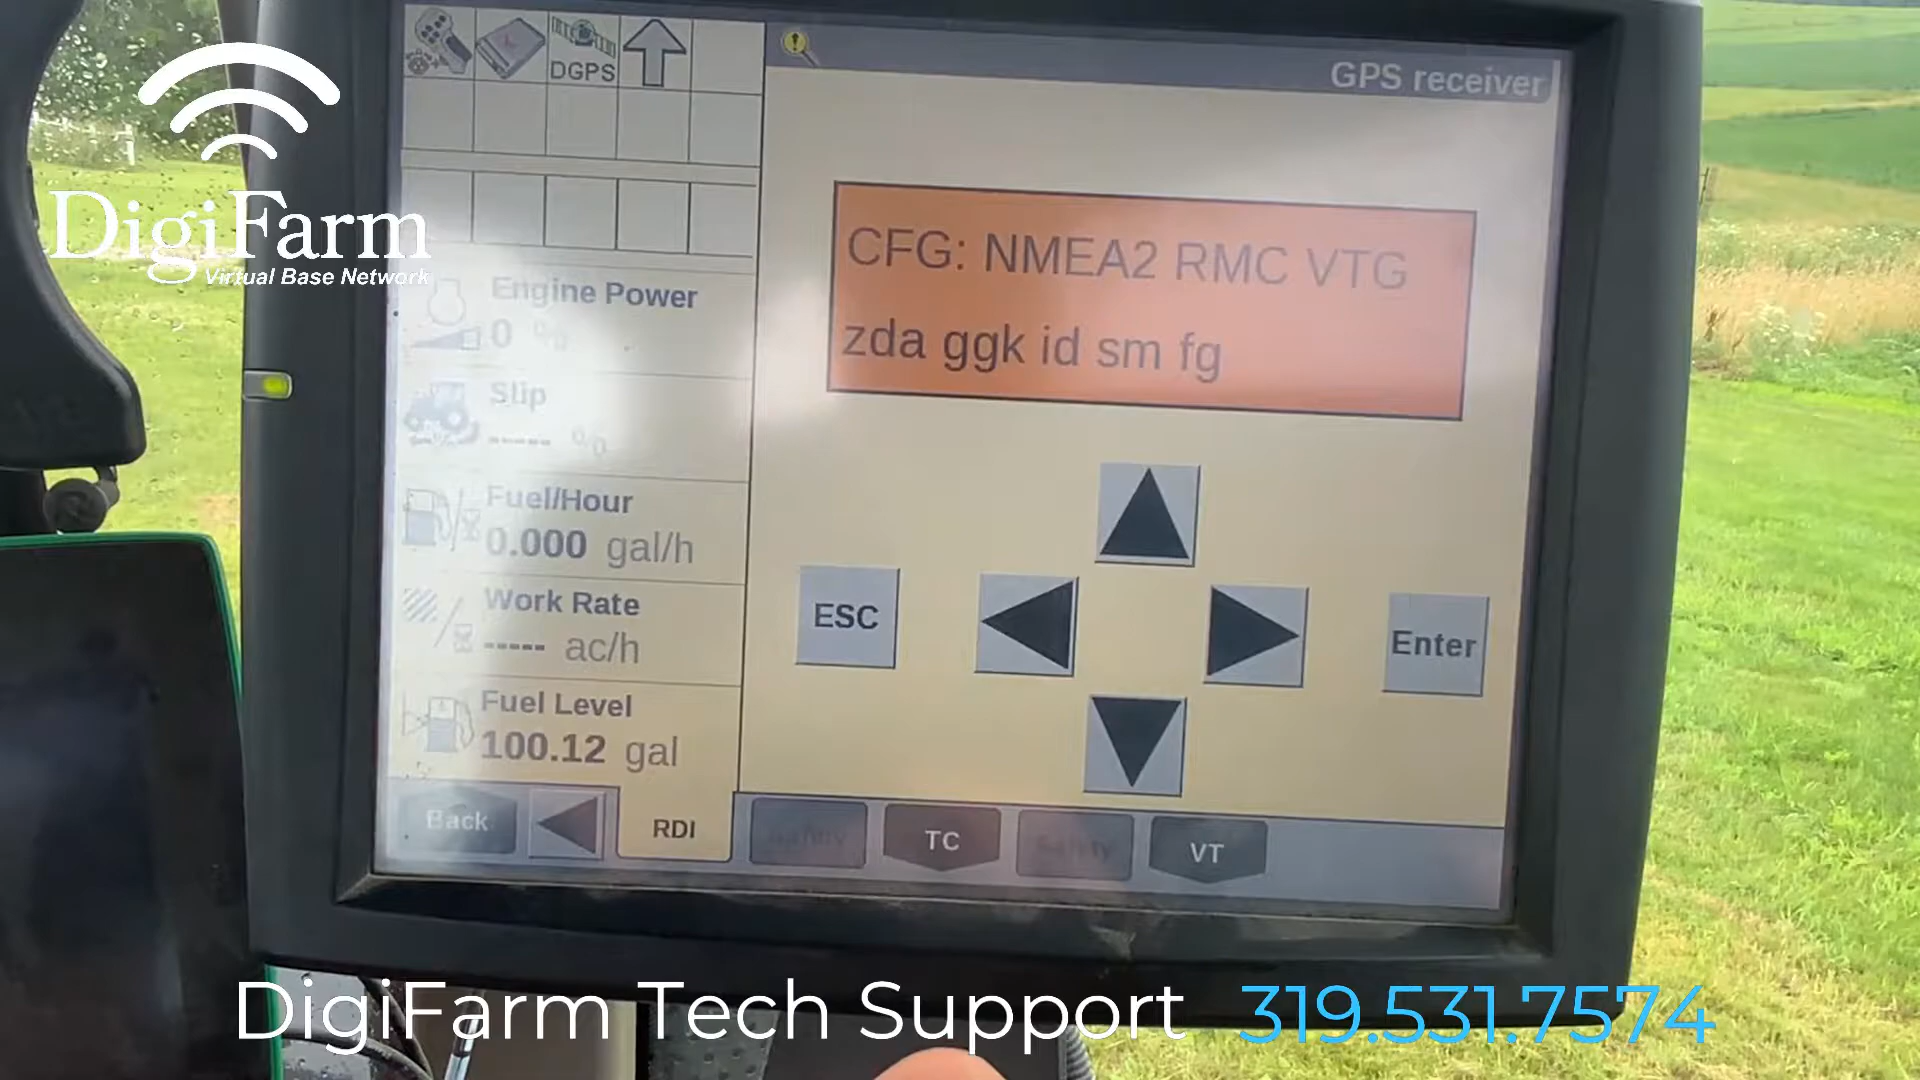 DGPS
GPS receiver
DigiFarm
Virtual Base Network
CFG: NMEA2 RMC VTG
zda ggk id sm fg
Engine Power
0 %
Slip
----- %
Fuel/Hour
0.000 gal/h
Work Rate
----- ac/h
Fuel Level
100.12 gal
ESC
Enter
Back
RDI
Safety
TC
Safety
VT
DigiFarm Tech Support 319.531.7574